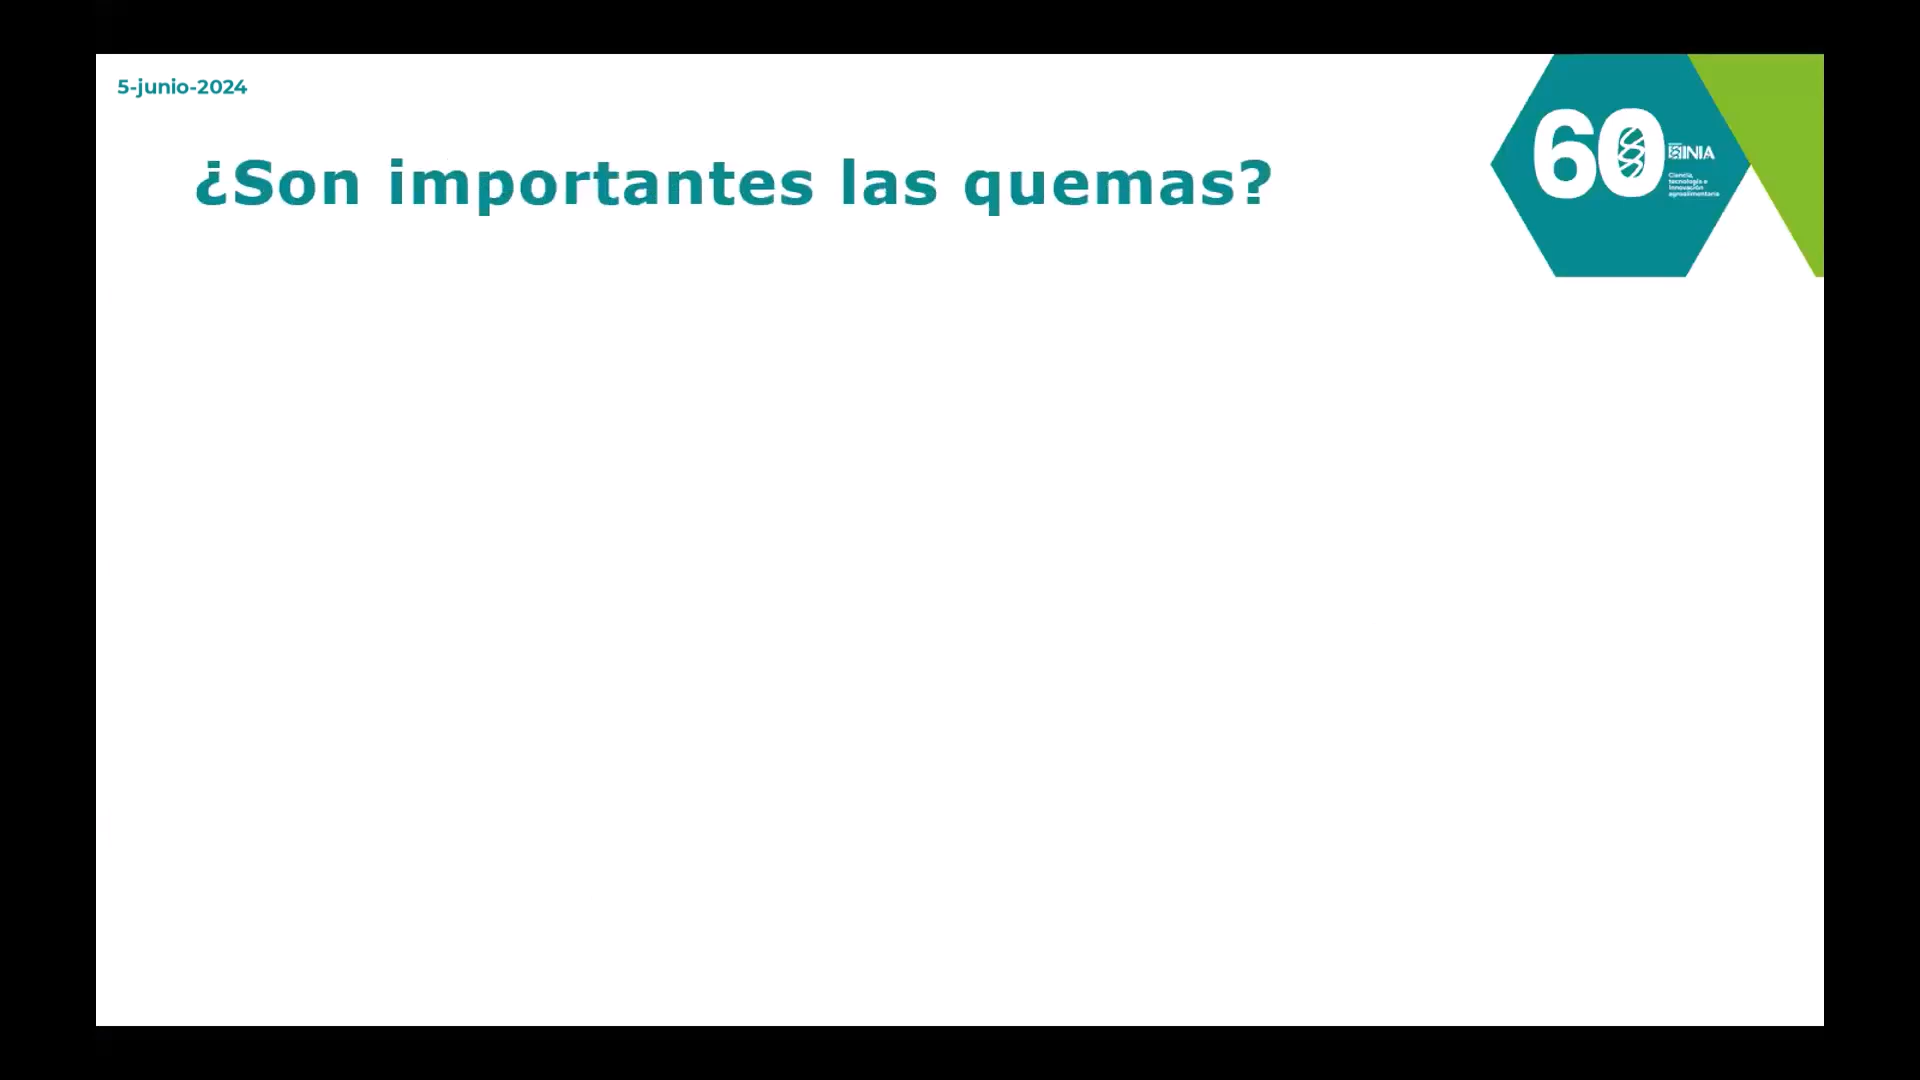 5-junio-2024
¿Son importantes las quemas?
60
INIA
Ciencia,
tecnología e
innovación
agroalimentaria